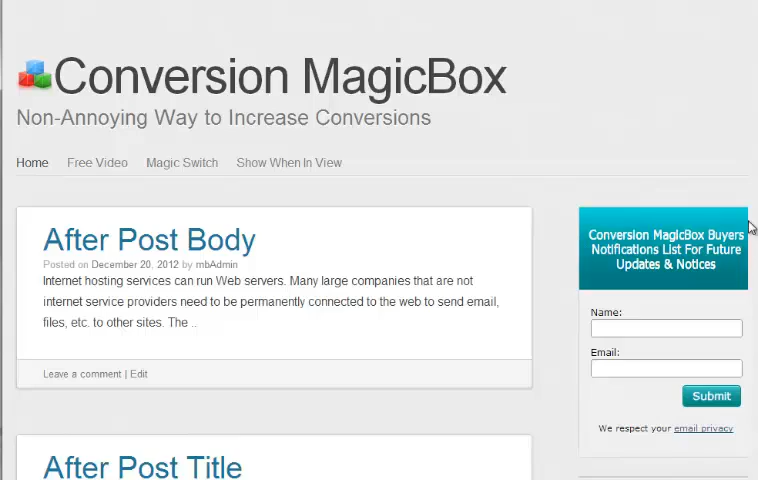 Conversion MagicBox
Non-Annoying Way to Increase Conversions
Home Free Video Magic Switch Show When In View
After Post Body
Posted on December 20, 2012 by mbAdmin
Internet hosting services can run Web servers. Many large companies that are not
internet service providers need to be permanently connected to the web to send email,
files, etc. to other sites. The ..
Leave a comment | Edit
After Post Title
Conversion MagicBox Buyers
Notifications List For Future
Updates & Notices
Name:
Email:
Submit
We respect your email privacy